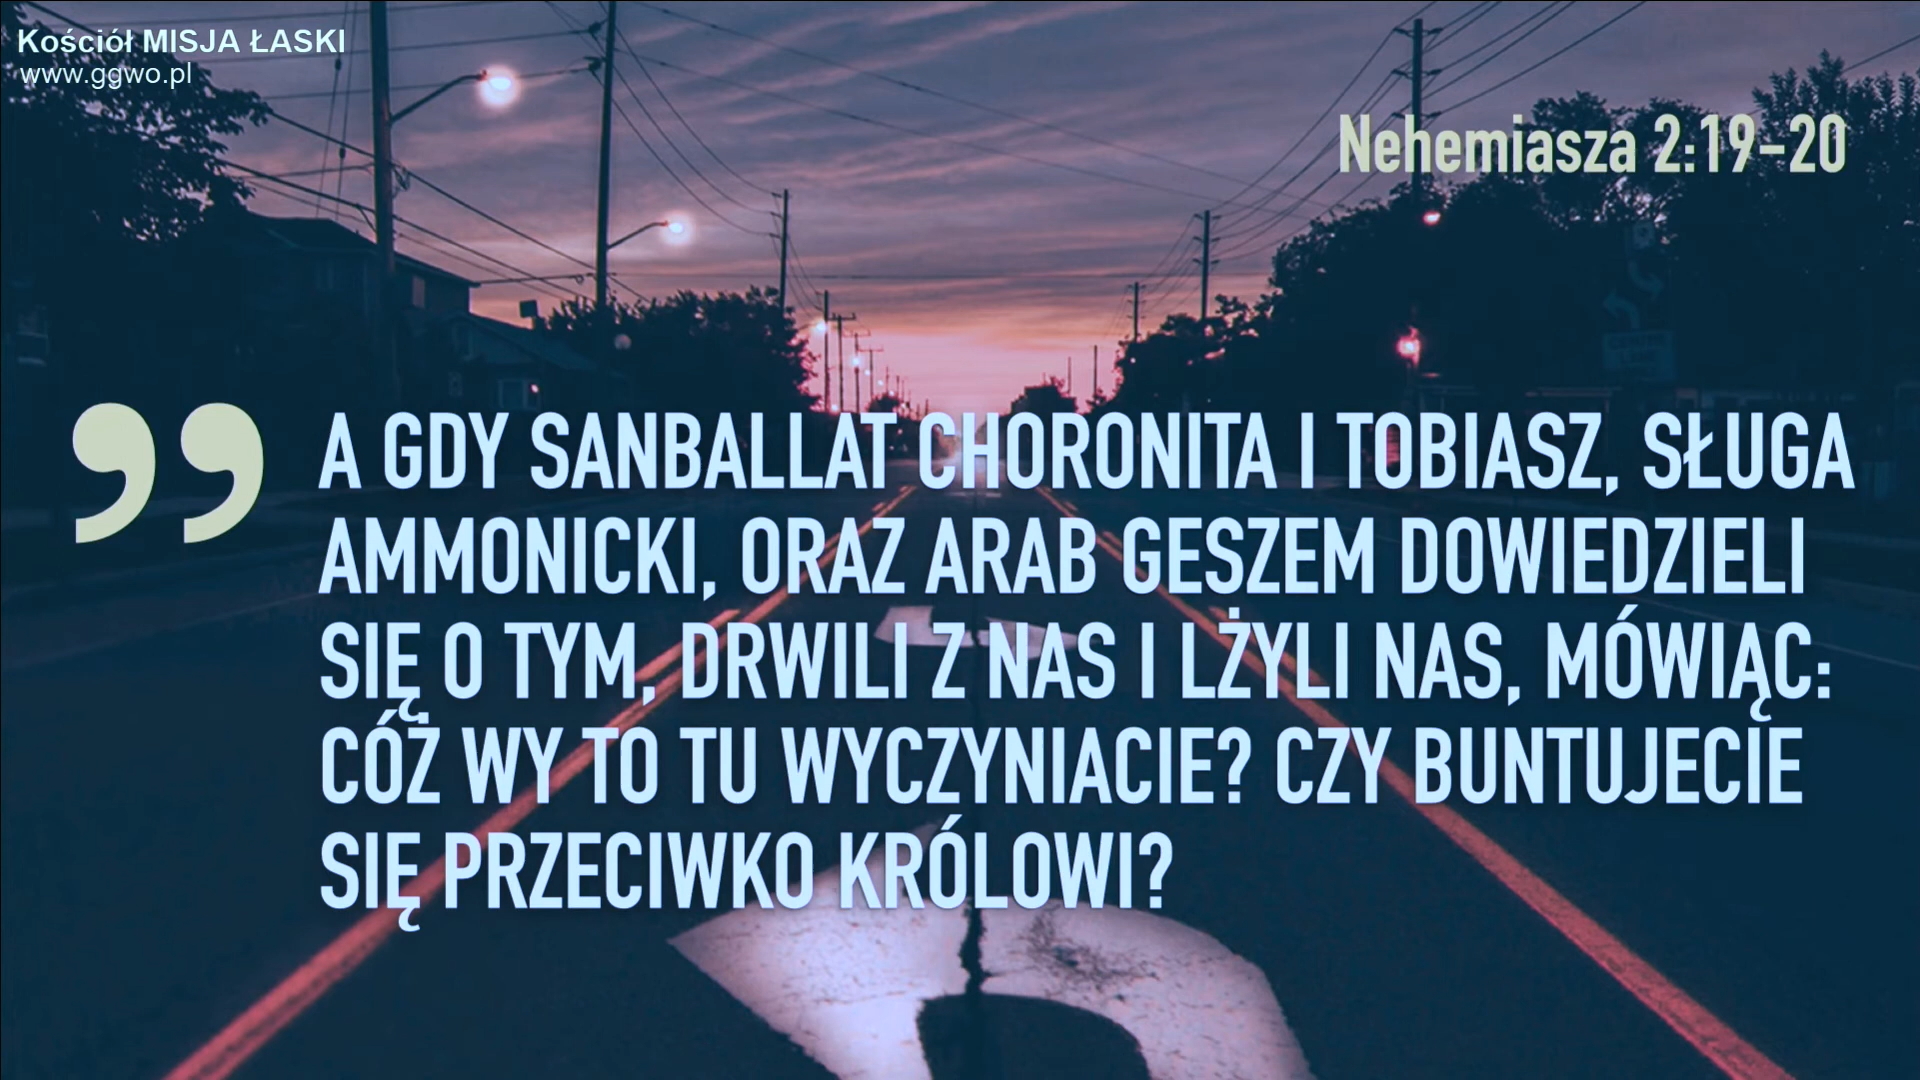 Kościół MISJA ŁASKI
www.ggwo.pl
Nehemiasza 2:19-20
” A GDY SANBALLAT CHORONITA I TOBIASZ, SŁUGA
AMMONICKI, ORAZ ARAB GESZEM DOWIEDZIELI
SIĘ O TYM, DRWILI Z NAS I LŻYLI NAS, MÓWIĄC:
CÓŻ WY TO TU WYCZYNIACIE? CZY BUNTUJECIE
SIĘ PRZECIWKO KRÓLOWI?